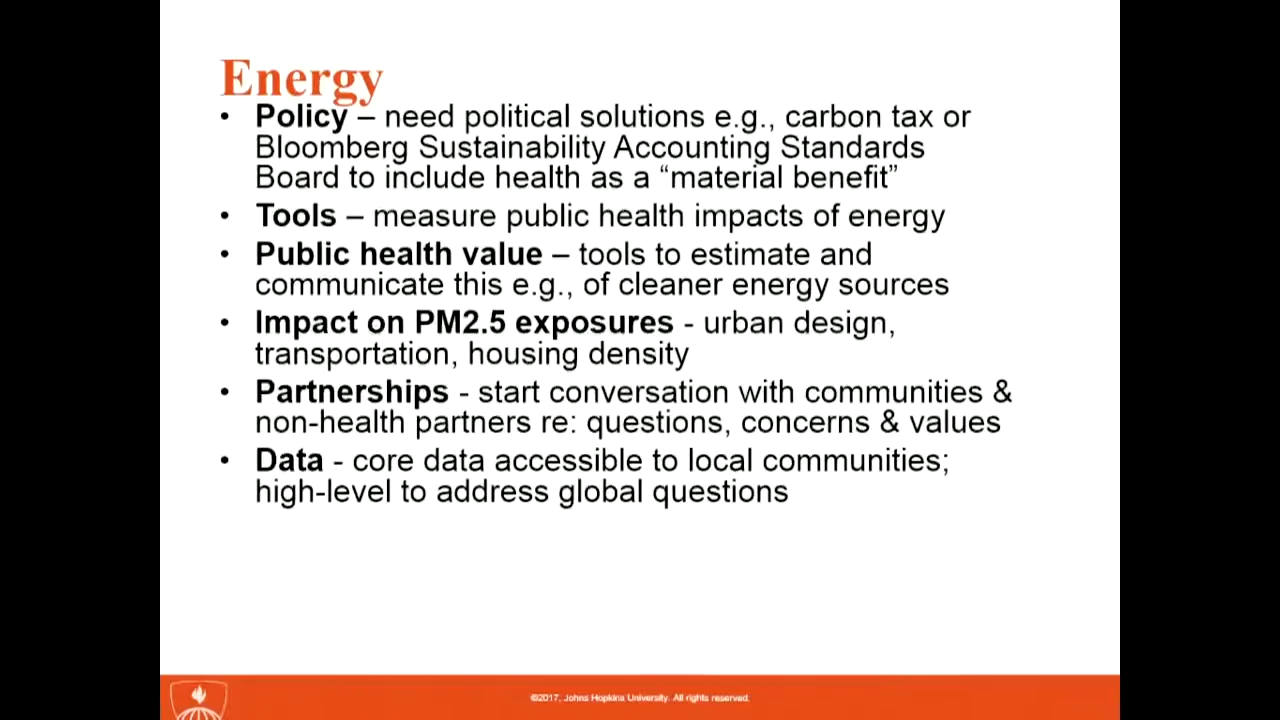 Energy
• Policy – need political solutions e.g., carbon tax or
Bloomberg Sustainability Accounting Standards
Board to include health as a “material benefit”
• Tools – measure public health impacts of energy
• Public health value – tools to estimate and
communicate this e.g., of cleaner energy sources
• Impact on PM2.5 exposures - urban design,
transportation, housing density
• Partnerships - start conversation with communities &
non-health partners re: questions, concerns & values
• Data - core data accessible to local communities;
high-level to address global questions
©2017, Johns Hopkins University. All rights reserved.